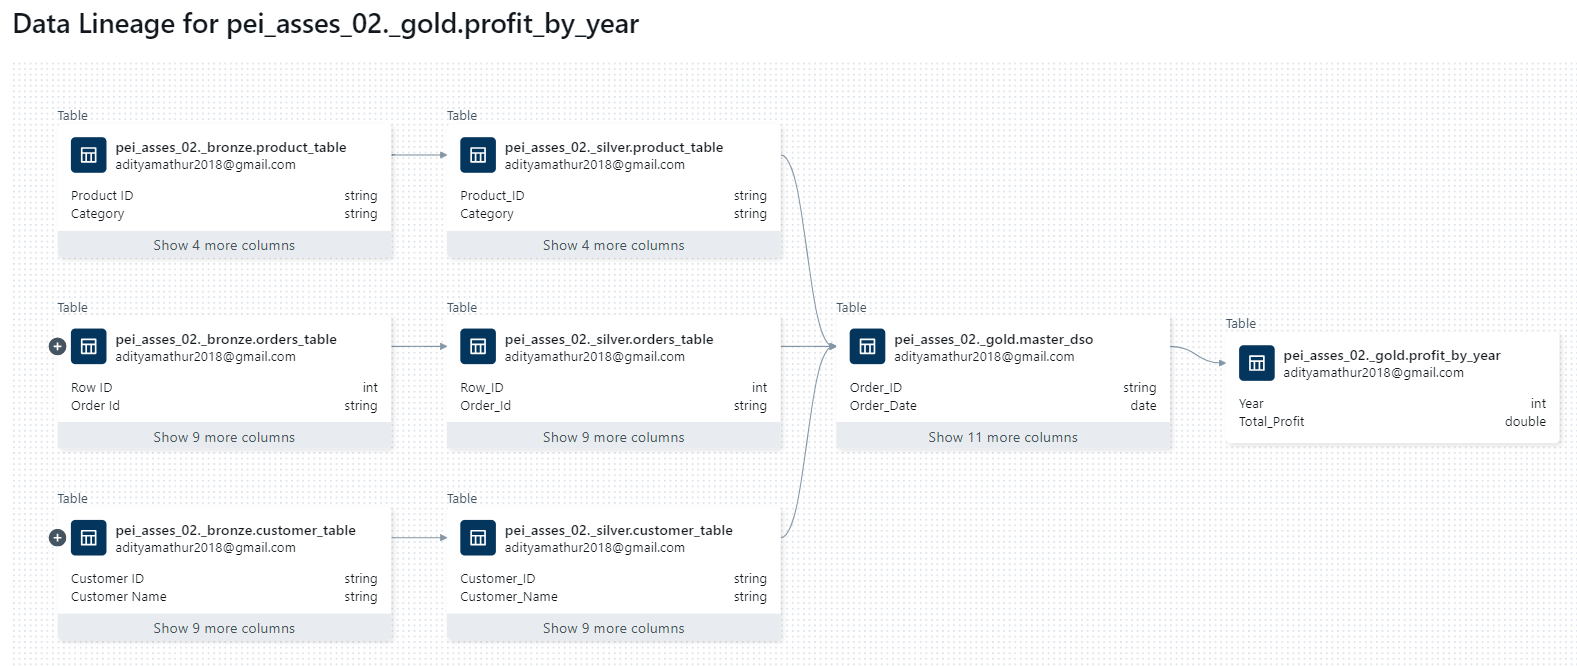 Data Lineage for pei_asses_02._gold.profit_by_year
Table
pei_asses_02._bronze.product_table
adityamathur2018@gmail.com
Product ID string
Category string
Show 4 more columns
Table
pei_asses_02._silver.product_table
adityamathur2018@gmail.com
Product_ID string
Category string
Show 4 more columns
Table
pei_asses_02._bronze.orders_table
adityamathur2018@gmail.com
Row ID int
Order Id string
Show 9 more columns
Table
pei_asses_02._silver.orders_table
adityamathur2018@gmail.com
Row_ID int
Order_Id string
Show 9 more columns
Table
pei_asses_02._gold.master_dso
adityamathur2018@gmail.com
Order_ID string
Order_Date date
Show 11 more columns
Table
pei_asses_02._gold.profit_by_year
adityamathur2018@gmail.com
Year int
Total_Profit double
Table
pei_asses_02._bronze.customer_table
adityamathur2018@gmail.com
Customer ID string
Customer Name string
Show 9 more columns
Table
pei_asses_02._silver.customer_table
adityamathur2018@gmail.com
Customer_ID string
Customer_Name string
Show 9 more columns